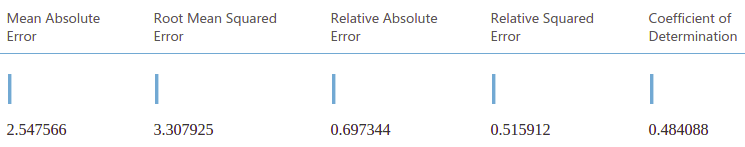 Mean Absolute Error
Root Mean Squared Error
Relative Absolute Error
Relative Squared Error
Coefficient of Determination
2.547566
3.307925
0.697344
0.515912
0.484088